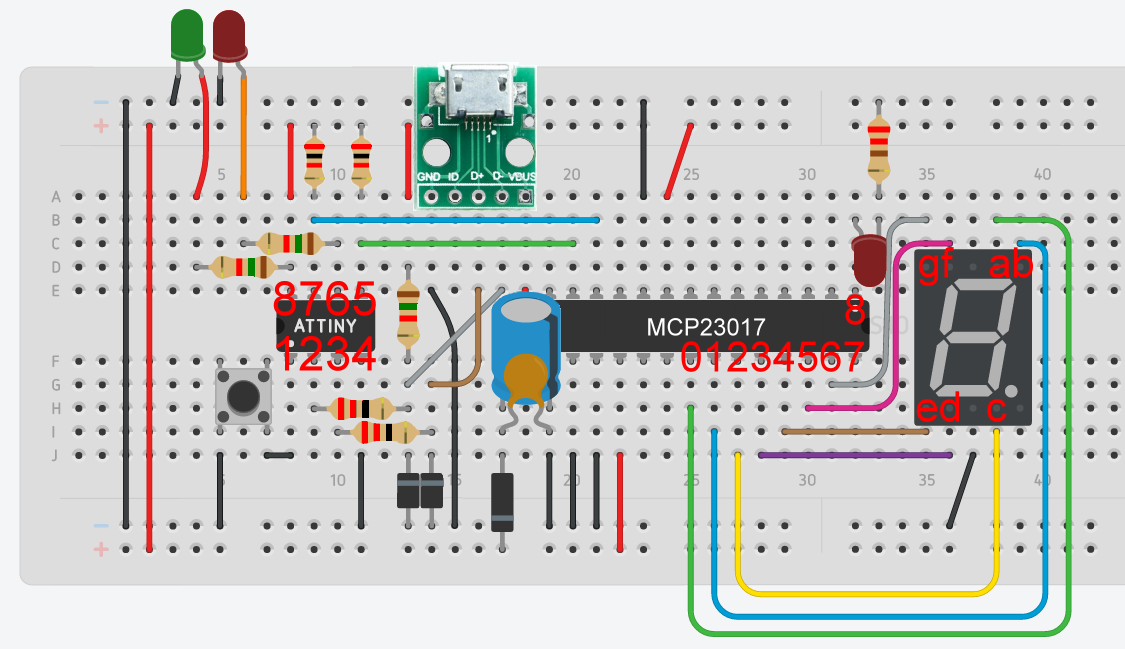 − −
+ +
1
5 10 GND ID D+ D- VBUS 20 25 30 35 40
A
B
C
D gf ab
E
8765 8
ATTINY MCP23017
1234 01234567
F
G
H ed c
I
J
5 10 15 20 25 30 35 40
− −
+ +